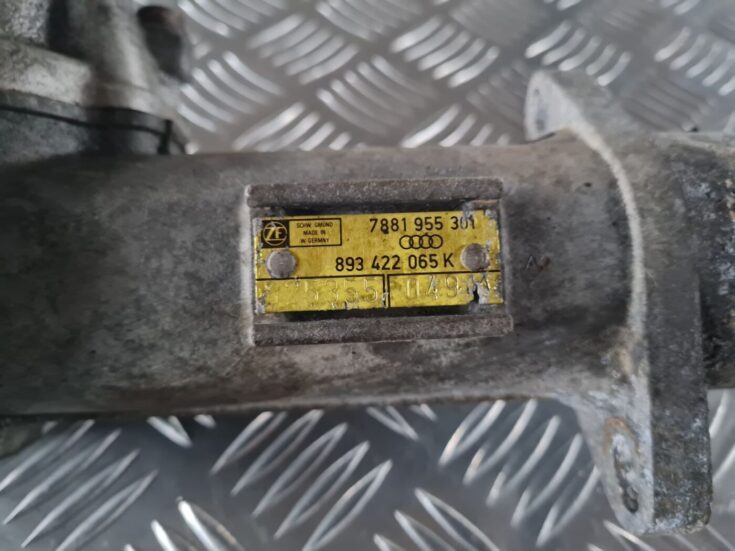 ZF
SCHW. GMÜND
MADE IN
W. GERMANY
7881 955 301
893 422 065 K